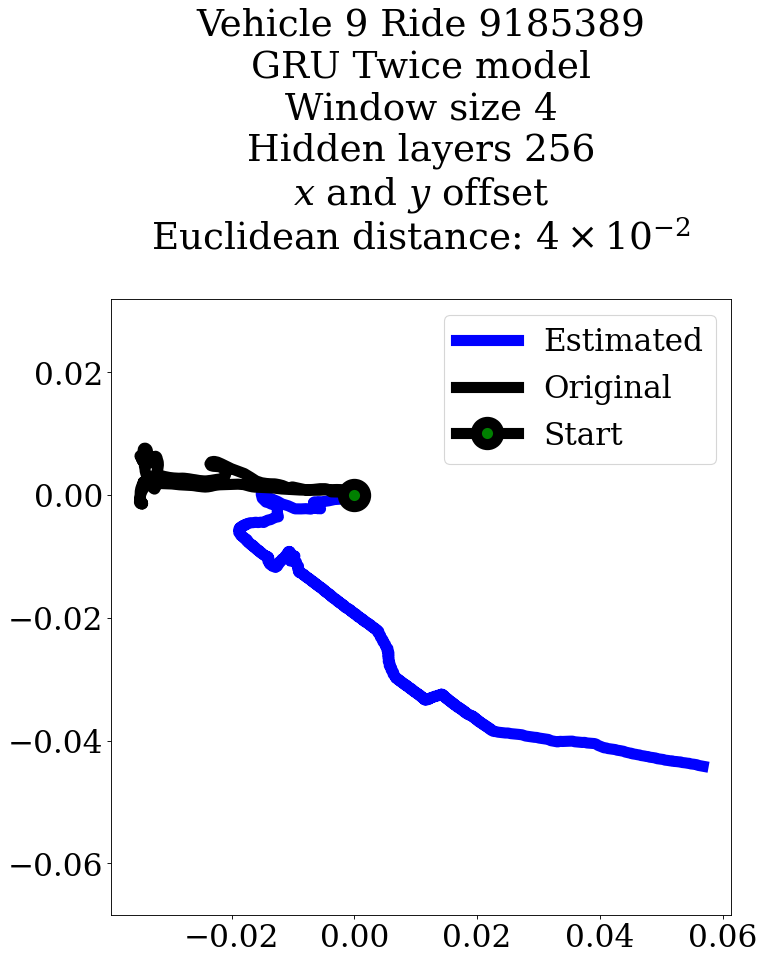 Vehicle 9 Ride 9185389
GRU Twice model
Window size 4
Hidden layers 256
x and y offset
Euclidean distance: 4 × 10⁻²
Estimated
Original
Start
0.02
0.00
−0.02
−0.04
−0.06
−0.02 0.00 0.02 0.04 0.06